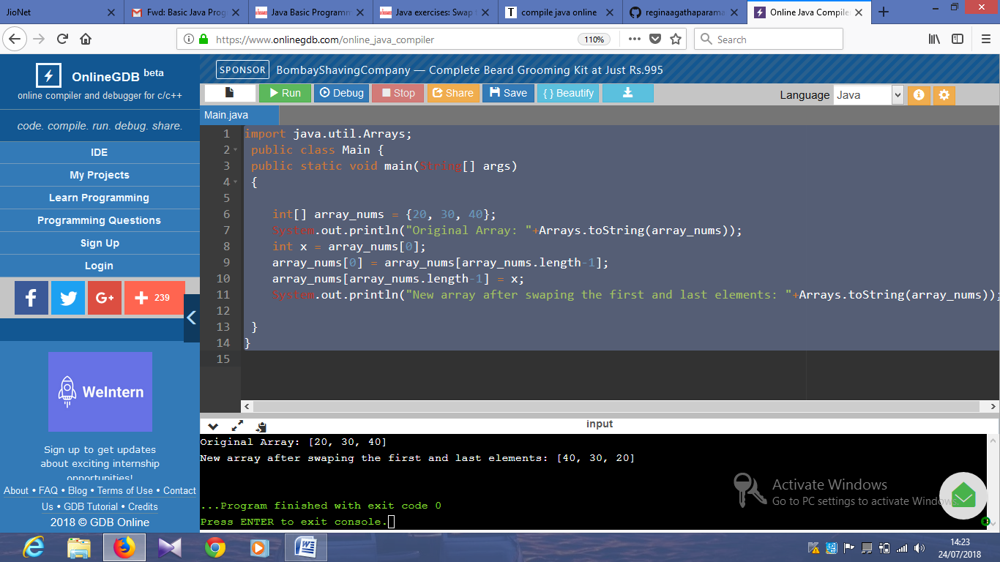 JioNet
Fwd: Basic Java Prog
Java Basic Programm
Java exercises: Swap
compile java online
reginaagathaparama
Online Java Compile
https://www.onlinegdb.com/online_java_compiler
110%
Search
OnlineGDB beta
online compiler and debugger for c/c++
code. compile. run. debug. share.
IDE
My Projects
Learn Programming
Programming Questions
Sign Up
Login
239
WeIntern
Sign up to get updates
about exciting internship
opportunities!
About • FAQ • Blog • Terms of Use • Contact
Us • GDB Tutorial • Credits
2018 © GDB Online
SPONSOR BombayShavingCompany — Complete Beard Grooming Kit at Just Rs.995
Run Debug Stop Share Save { } Beautify
Language Java
Main.java
1 import java.util.Arrays;
2 public class Main {
3 public static void main(String[] args)
4 {
5
6 int[] array_nums = {20, 30, 40};
7 System.out.println("Original Array: "+Arrays.toString(array_nums));
8 int x = array_nums[0];
9 array_nums[0] = array_nums[array_nums.length-1];
10 array_nums[array_nums.length-1] = x;
11 System.out.println("New array after swaping the first and last elements: "+Arrays.toString(array_nums));
12
13 }
14 }
15
input
Original Array: [20, 30, 40]
New array after swaping the first and last elements: [40, 30, 20]
...Program finished with exit code 0
Press ENTER to exit console.
Activate Windows
Go to PC settings to activate Windows.
14:23
24/07/2018